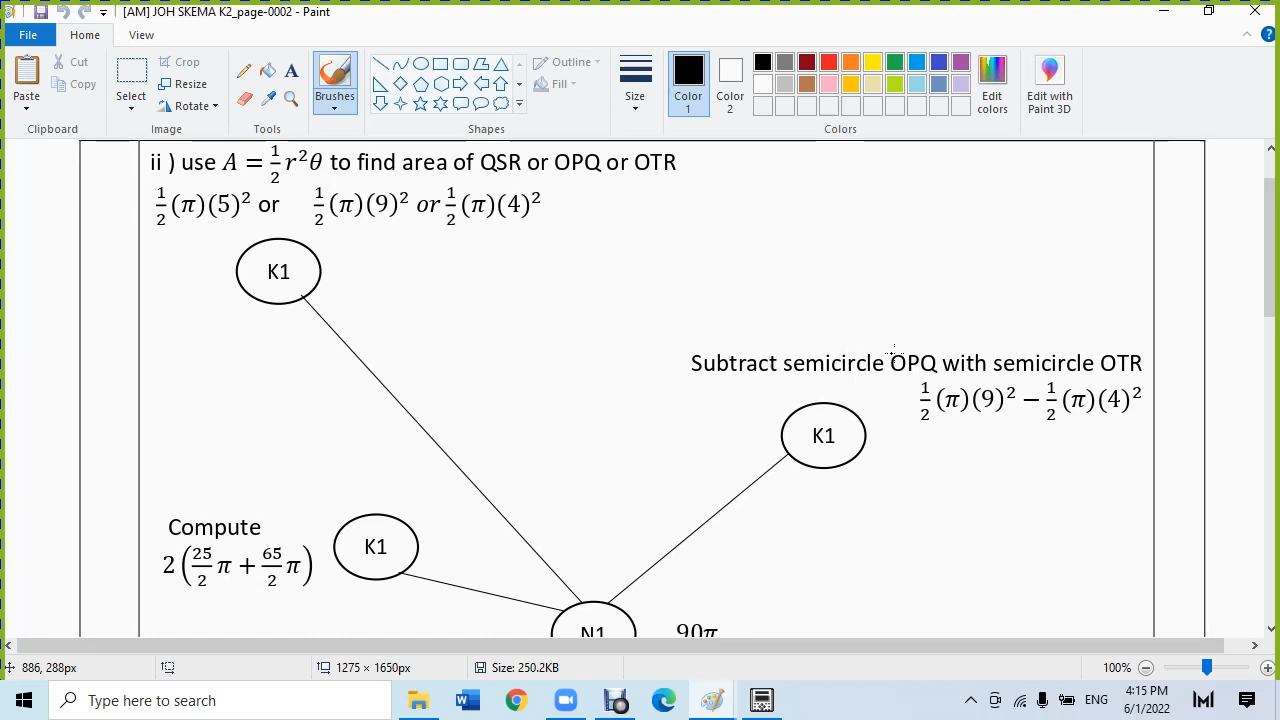 [AM] JOH SKEMA K2_page-0002 - Paint
File Home View
Paste Cut Copy Clipboard
Select Crop Resize Rotate Image
A Tools
Brushes
Outline Fill Shapes
Size
Color 1 Color 2 Edit colors Colors
Edit with Paint 3D
ii ) use A = 1/2 r²θ to find area of QSR or OPQ or OTR
1/2 (π)(5)² or 1/2 (π)(9)² or 1/2 (π)(4)²
K1
Subtract semicircle OPQ with semicircle OTR
1/2 (π)(9)² − 1/2 (π)(4)²
K1
Compute
2 (25/2 π + 65/2 π)
K1
N1 90π
886, 288px 1275 × 1650px Size: 250.2KB 100%
Type here to search
ENG 4:15 PM
6/1/2022